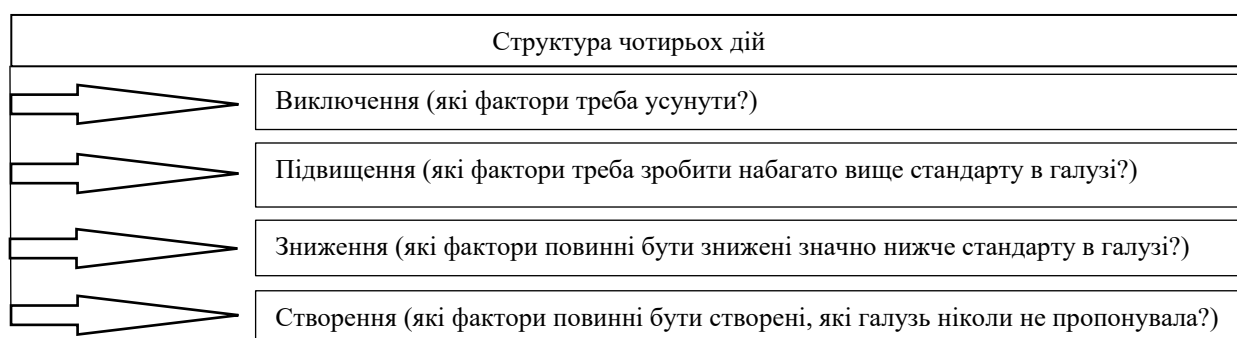 Структура чотирьох дій
Виключення (які фактори треба усунути?)
Підвищення (які фактори треба зробити набагато вище стандарту в галузі?)
Зниження (які фактори повинні бути знижені значно нижче стандарту в галузі?)
Створення (які фактори повинні бути створені, які галузь ніколи не пропонувала?)